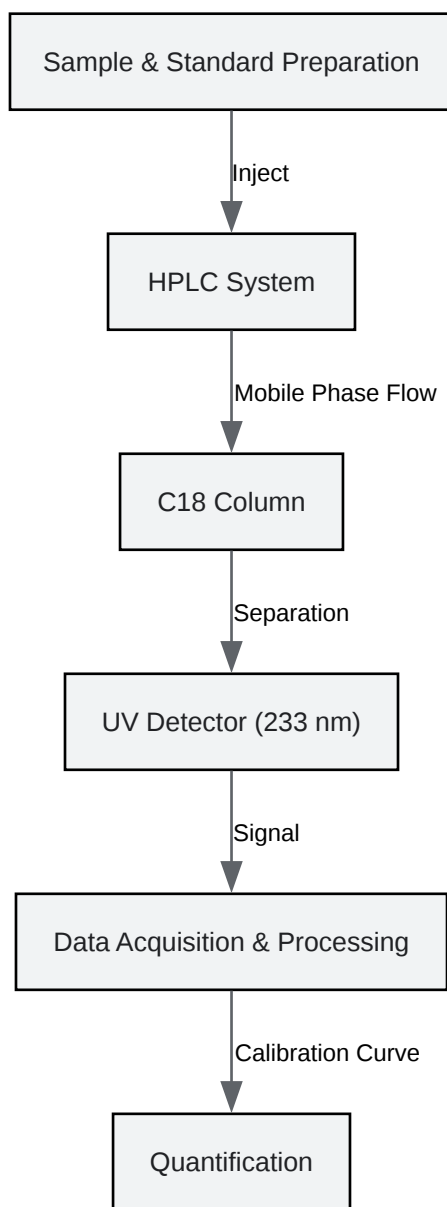 Sample & Standard Preparation
Inject
HPLC System
Mobile Phase Flow
C18 Column
Separation
UV Detector (233 nm)
Signal
Data Acquisition & Processing
Calibration Curve
Quantification